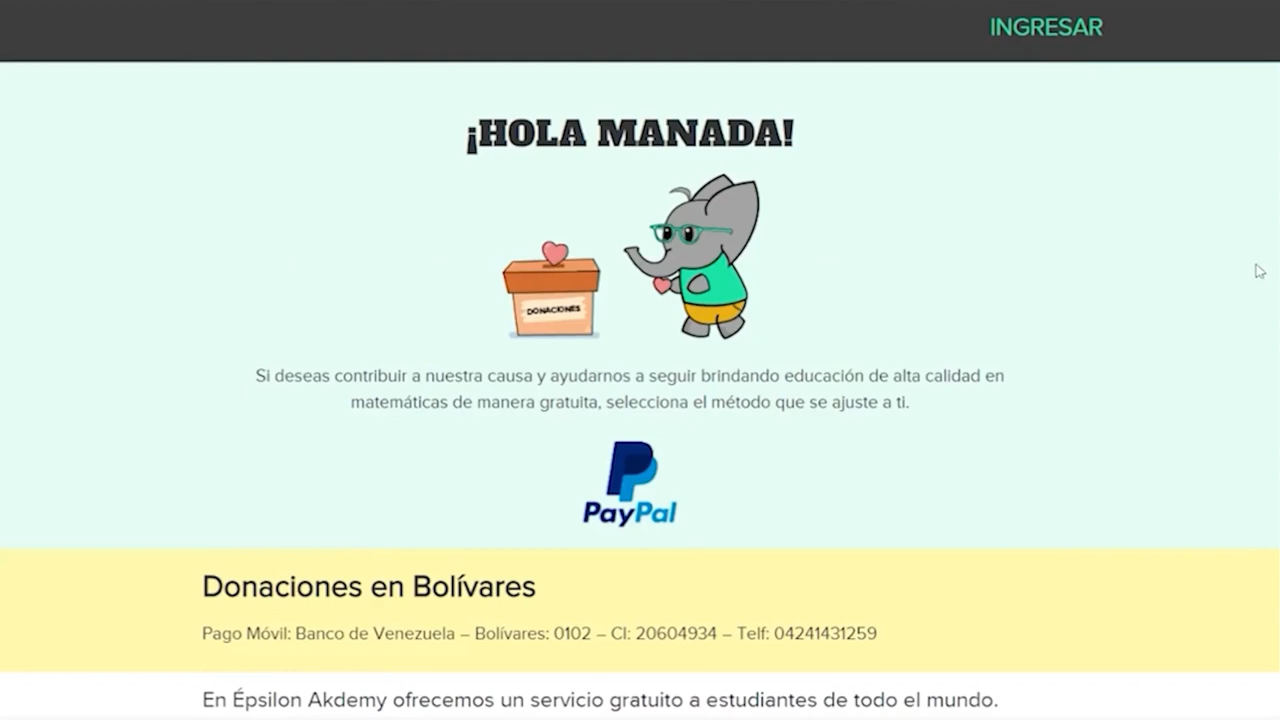 INGRESAR
¡HOLA MANADA!
DONACIONES
Si deseas contribuir a nuestra causa y ayudarnos a seguir brindando educación de alta calidad en
matemáticas de manera gratuita, selecciona el método que se ajuste a ti.
PayPal
Donaciones en Bolívares
Pago Móvil: Banco de Venezuela – Bolívares: 0102 – CI: 20604934 – Telf: 04241431259
En Épsilon Akdemy ofrecemos un servicio gratuito a estudiantes de todo el mundo.